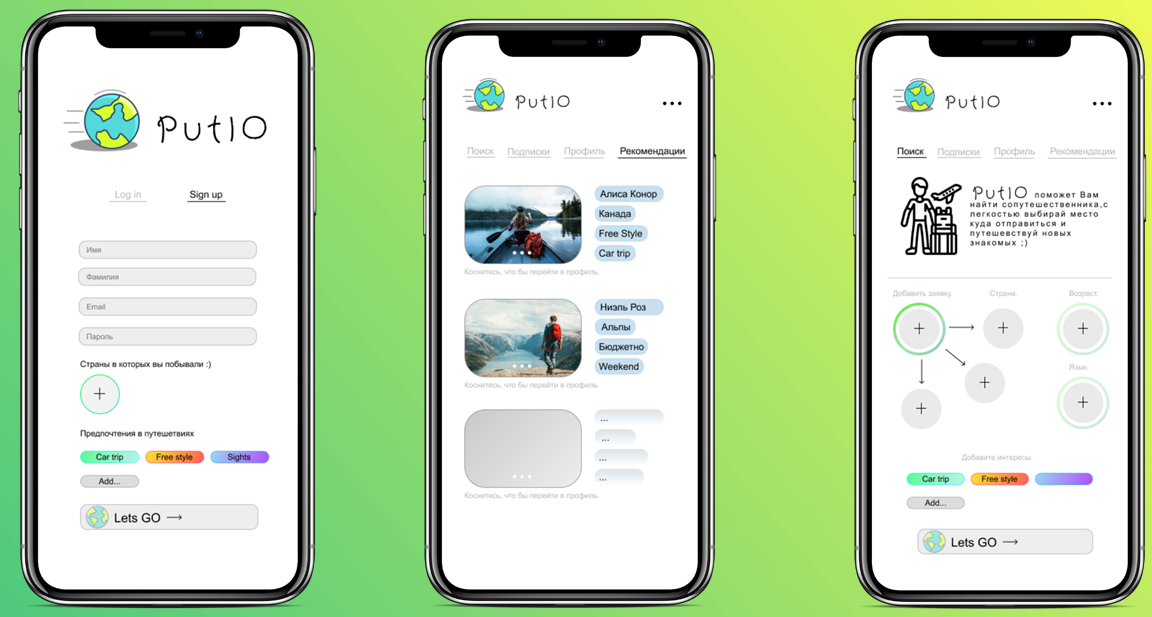 PutIO
Log in
Sign up
Имя
Фамилия
Email
Пароль
Страны в которых вы побывали :)
Предпочтения в путешетвиях
Car trip
Free style
Sights
Add...
Lets GO
PutIO
Поиск
Подписки
Профиль
Рекомендации
Алиса Конор
Канада
Free Style
Car trip
Коснитесь, что бы перейти в профиль.
Ниэль Роз
Альпы
Бюджетно
Weekend
Коснитесь, что бы перейти в профиль.
...
...
...
...
Коснитесь, что бы перейти в профиль.
PutIO
Поиск
Подписки
Профиль
Рекомендации
PutIO поможет Вам
найти сопутешественника,с
легкостью выбирай место
куда отправиться и
путешевствуй новых
знакомых ;)
Добавить заявку.
Страна.
Возраст.
Язык.
Добавьте интересы.
Car trip
Free style
Add...
Lets GO